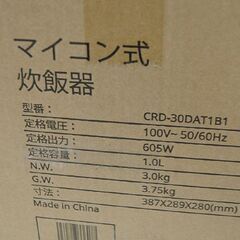 マイコン式
炊飯器
型番： CRD-30DAT1B1
定格電圧： 100V~ 50/60Hz
定格出力： 605W
定格容量： 1.0L
N.W. 3.0kg
G.W. 3.75kg
寸法： 387X289X280(mm)
Made in China